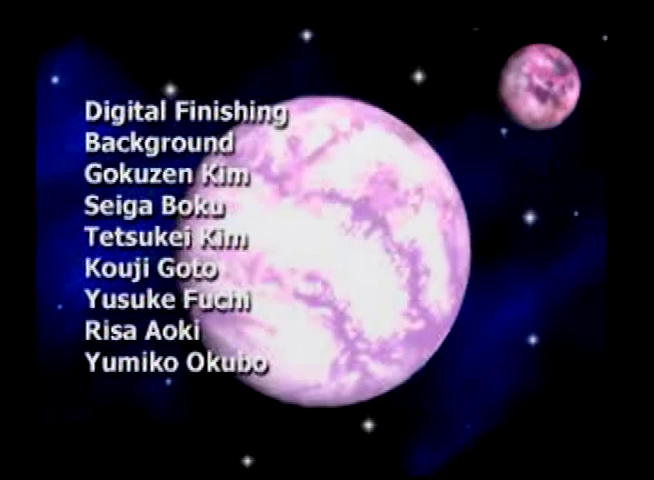 Digital Finishing
Background
Gokuzen Kim
Seiga Boku
Tetsukei Kim
Kouji Goto
Yusuke Fuchi
Risa Aoki
Yumiko Okubo